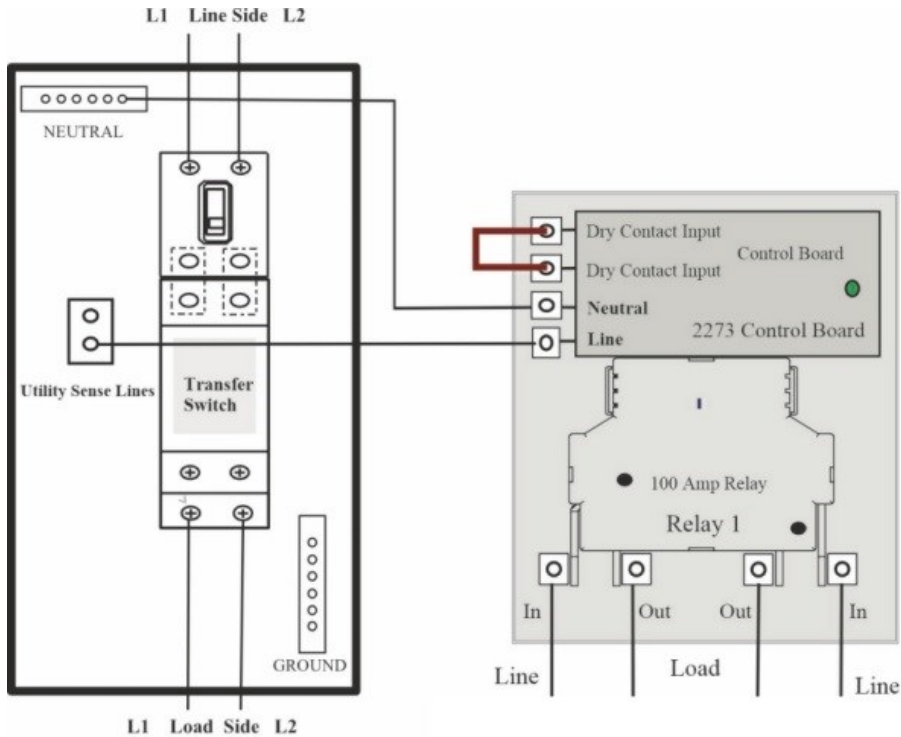 L1 Line Side L2
NEUTRAL
Utility Sense Lines
Transfer
Switch
GROUND
L1 Load Side L2
Dry Contact Input
Control Board
Dry Contact Input
Neutral
2273 Control Board
Line
100 Amp Relay
Relay 1
In
Out
Out
In
Line
Load
Line